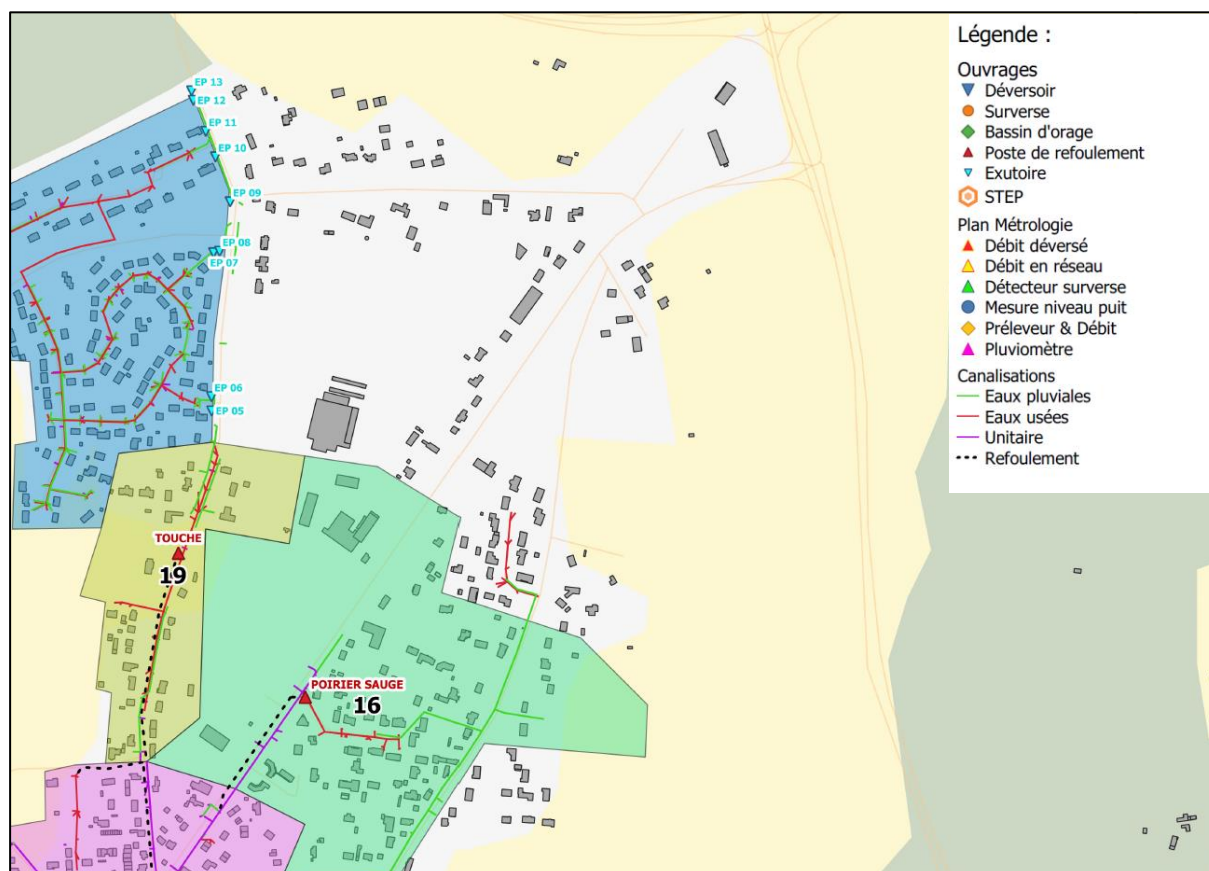 EP 13
EP 12
EP 11
EP 10
EP 09
EP 08
EP 07
EP 06
EP 05
TOUCHE
19
POIRIER SAUGE
16
Légende :
Ouvrages
Déversoir
Surverse
Bassin d'orage
Poste de refoulement
Exutoire
STEP
Plan Métrologie
Débit déversé
Débit en réseau
Détecteur surverse
Mesure niveau puit
Préleveur & Débit
Pluviomètre
Canalisations
Eaux pluviales
Eaux usées
Unitaire
Refoulement